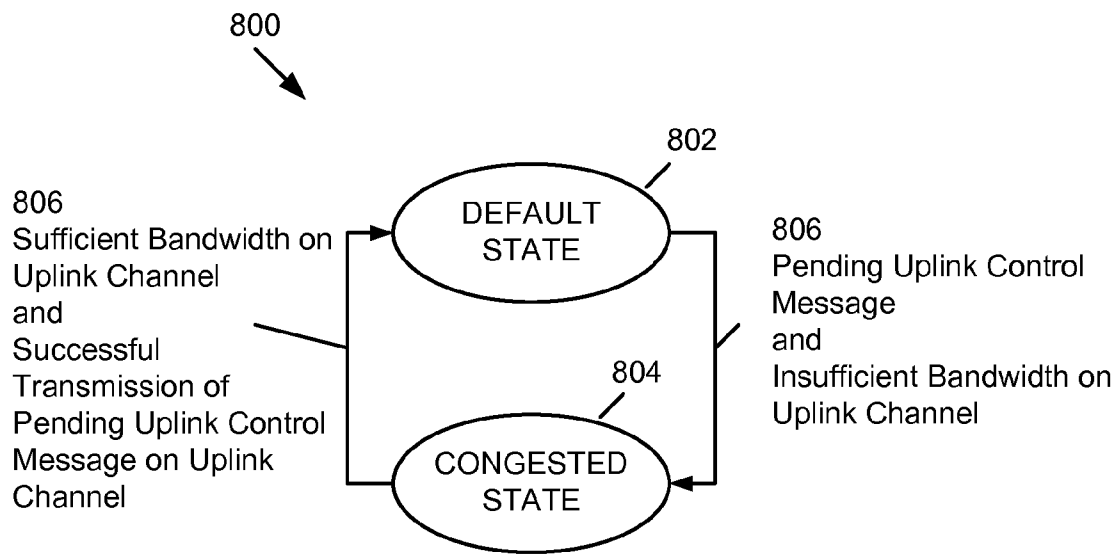 800
802
DEFAULT
STATE
806
Sufficient Bandwidth on
Uplink Channel
and
Successful
Transmission of
Pending Uplink Control
Message on Uplink
Channel
806
Pending Uplink Control
Message
and
Insufficient Bandwidth on
Uplink Channel
804
CONGESTED
STATE